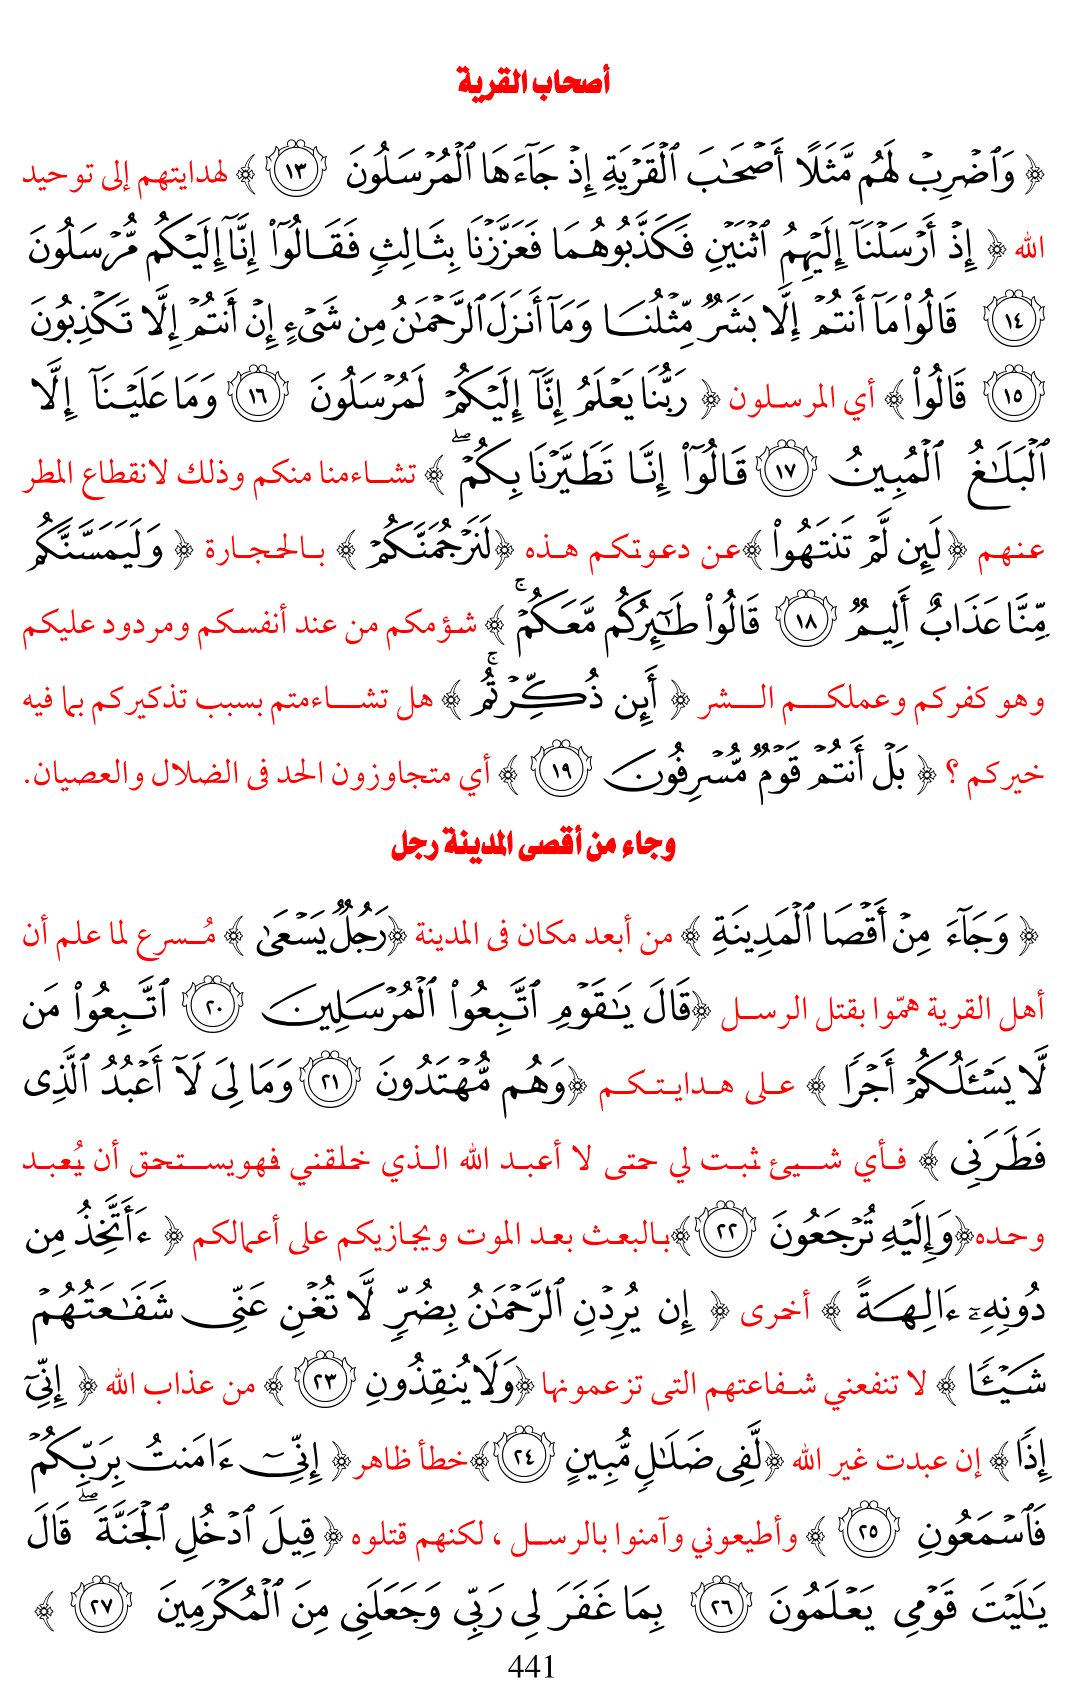 أصحاب القرية
﴿ وَٱضۡرِبۡ لَهُم مَّثَلًا أَصۡحَٰبَ ٱلۡقَرۡيَةِ إِذۡ جَآءَهَا ٱلۡمُرۡسَلُونَ ١٣ ﴾ لهدايتهم إلى توحيد
الله ﴿ إِذۡ أَرۡسَلۡنَآ إِلَيۡهِمُ ٱثۡنَيۡنِ فَكَذَّبُوهُمَا فَعَزَّزۡنَا بِثَالِثٖ فَقَالُوٓاْ إِنَّآ إِلَيۡكُم مُّرۡسَلُونَ
١٤ قَالُواْ مَآ أَنتُمۡ إِلَّا بَشَرٞ مِّثۡلُنَا وَمَآ أَنزَلَ ٱلرَّحۡمَٰنُ مِن شَيۡءٍ إِنۡ أَنتُمۡ إِلَّا تَكۡذِبُونَ
١٥ قَالُواْ ﴾ أي المرسلون ﴿ رَبُّنَا يَعۡلَمُ إِنَّآ إِلَيۡكُمۡ لَمُرۡسَلُونَ ١٦ وَمَا عَلَيۡنَآ إِلَّا
ٱلۡبَلَٰغُ ٱلۡمُبِينُ ١٧ قَالُوٓاْ إِنَّا تَطَيَّرۡنَا بِكُمۡۖ ﴾ تشاءمنا منكم وذلك لانقطاع المطر
عنهم ﴿لَئِن لَّمۡ تَنتَهُواْ ﴾عن دعوتكم هذه ﴿لَنَرۡجُمَنَّكُمۡ ﴾ بالحجارة ﴿ وَلَيَمَسَّنَّكُم
مِّنَّا عَذَابٌ أَلِيمٞ ١٨ قَالُواْ طَٰٓئِرُكُم مَّعَكُمۡۚ ﴾ شؤمكم من عند أنفسكم ومردود عليكم
وهو كفركم وعملكم الشر ﴿ أَئِن ذُكِّرۡتُمۚ ﴾ هل تشاءمتم بسبب تذكيركم بما فيه
خيركم ؟ ﴿ بَلۡ أَنتُمۡ قَوۡمٞ مُّسۡرِفُونَ ١٩ ﴾ أي متجاوزون الحد فى الضلال والعصيان.
وجاء من أقصى المدينة رجل
﴿ وَجَآءَ مِنۡ أَقۡصَا ٱلۡمَدِينَةِ ﴾ من أبعد مكان فى المدينة ﴿رَجُلٞ يَسۡعَىٰ ﴾ مُسرع لما علم أن
أهل القرية همّوا بقتل الرسل ﴿قَالَ يَٰقَوۡمِ ٱتَّبِعُواْ ٱلۡمُرۡسَلِينَ ٢٠ ٱتَّبِعُواْ مَن
لَّا يَسۡـَٔلُكُمۡ أَجۡرٗا ﴾ على هدايتكم ﴿وَهُم مُّهۡتَدُونَ ٢١ وَمَا لِيَ لَآ أَعۡبُدُ ٱلَّذِي
فَطَرَنِي ﴾ فأي شيئ ثبت لي حتى لا أعبد الله الذي خلقني فهويستحق أن يُعبد
وحده﴿وَإِلَيۡهِ تُرۡجَعُونَ ٢٢ ﴾بالبعث بعد الموت ويجازيكم على أعمالكم ﴿ ءَأَتَّخِذُ مِن
دُونِهِۦٓ ءَالِهَةً ﴾ أخرى ﴿ إِن يُرِدۡنِ ٱلرَّحۡمَٰنُ بِضُرّٖ لَّا تُغۡنِ عَنِّي شَفَٰعَتُهُمۡ
شَيۡـٔٗا ﴾ لا تنفعني شفاعتهم التى تزعمونها ﴿وَلَا يُنقِذُونِ ٢٣ ﴾ من عذاب الله ﴿ إِنِّيٓ
إِذٗا ﴾ إن عبدت غير الله ﴿لَّفِي ضَلَٰلٖ مُّبِينٍ ٢٤ ﴾خطأ ظاهر﴿ إِنِّيٓ ءَامَنتُ بِرَبِّكُمۡ
فَٱسۡمَعُونِ ٢٥ ﴾ وأطيعوني وآمنوا بالرسل ، لكنهم قتلوه ﴿ قِيلَ ٱدۡخُلِ ٱلۡجَنَّةَۖ قَالَ
يَٰلَيۡتَ قَوۡمِي يَعۡلَمُونَ ٢٦ بِمَا غَفَرَ لِي رَبِّي وَجَعَلَنِي مِنَ ٱلۡمُكۡرَمِينَ ٢٧ ﴾
441